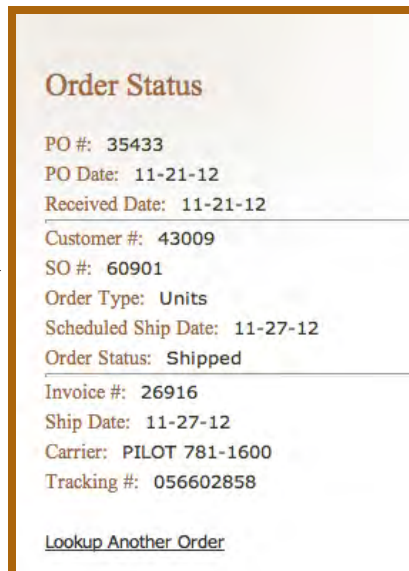 Order Status
PO #: 35433
PO Date: 11-21-12
Received Date: 11-21-12
Customer #: 43009
SO #: 60901
Order Type: Units
Scheduled Ship Date: 11-27-12
Order Status: Shipped
Invoice #: 26916
Ship Date: 11-27-12
Carrier: PILOT 781-1600
Tracking #: 056602858
Lookup Another Order